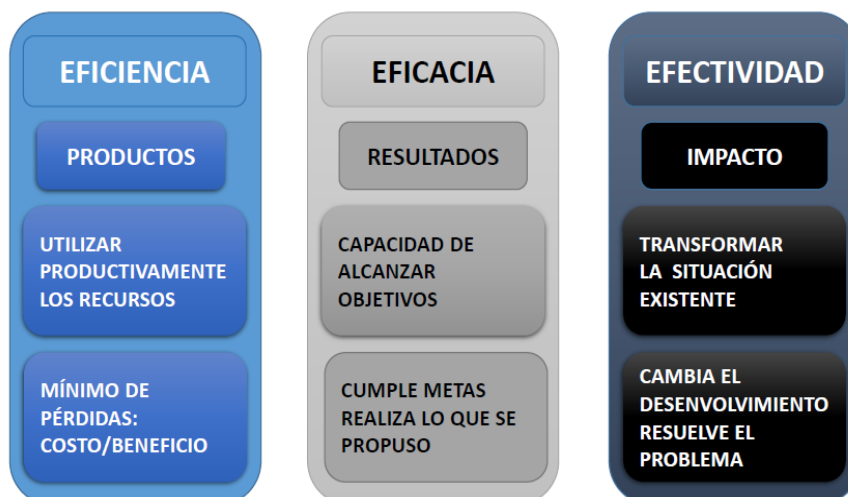 EFICIENCIA
PRODUCTOS
UTILIZAR
PRODUCTIVAMENTE
LOS RECURSOS
MÍNIMO DE
PÉRDIDAS:
COSTO/BENEFICIO
EFICACIA
RESULTADOS
CAPACIDAD DE
ALCANZAR
OBJETIVOS
CUMPLE METAS
REALIZA LO QUE SE
PROPUSO
EFECTIVIDAD
IMPACTO
TRANSFORMAR
LA SITUACIÓN
EXISTENTE
CAMBIA EL
DESENVOLVIMIENTO
RESUELVE EL
PROBLEMA